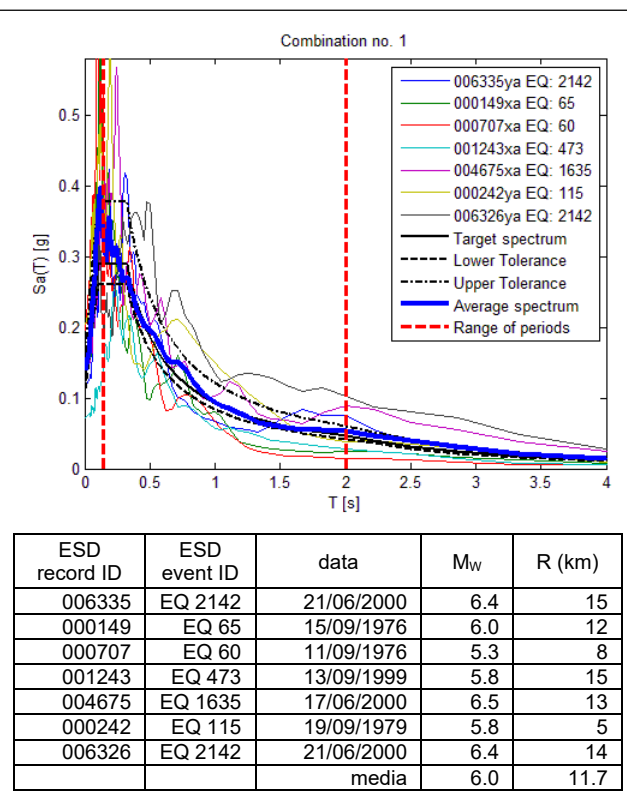 Combination no. 1
Sa(T) [g]
0.5
0.4
0.3
0.2
0.1
0
006335ya EQ: 2142
000149xa EQ: 65
000707xa EQ: 60
001243xa EQ: 473
004675xa EQ: 1635
000242ya EQ: 115
006326ya EQ: 2142
Target spectrum
Lower Tolerance
Upper Tolerance
Average spectrum
Range of periods
0 0.5 1 1.5 2 2.5 3 3.5 4
T [s]
ESD record ID ESD event ID data MW R (km)
006335 EQ 2142 21/06/2000 6.4 15
000149 EQ 65 15/09/1976 6.0 12
000707 EQ 60 11/09/1976 5.3 8
001243 EQ 473 13/09/1999 5.8 15
004675 EQ 1635 17/06/2000 6.5 13
000242 EQ 115 19/09/1979 5.8 5
006326 EQ 2142 21/06/2000 6.4 14
media 6.0 11.7